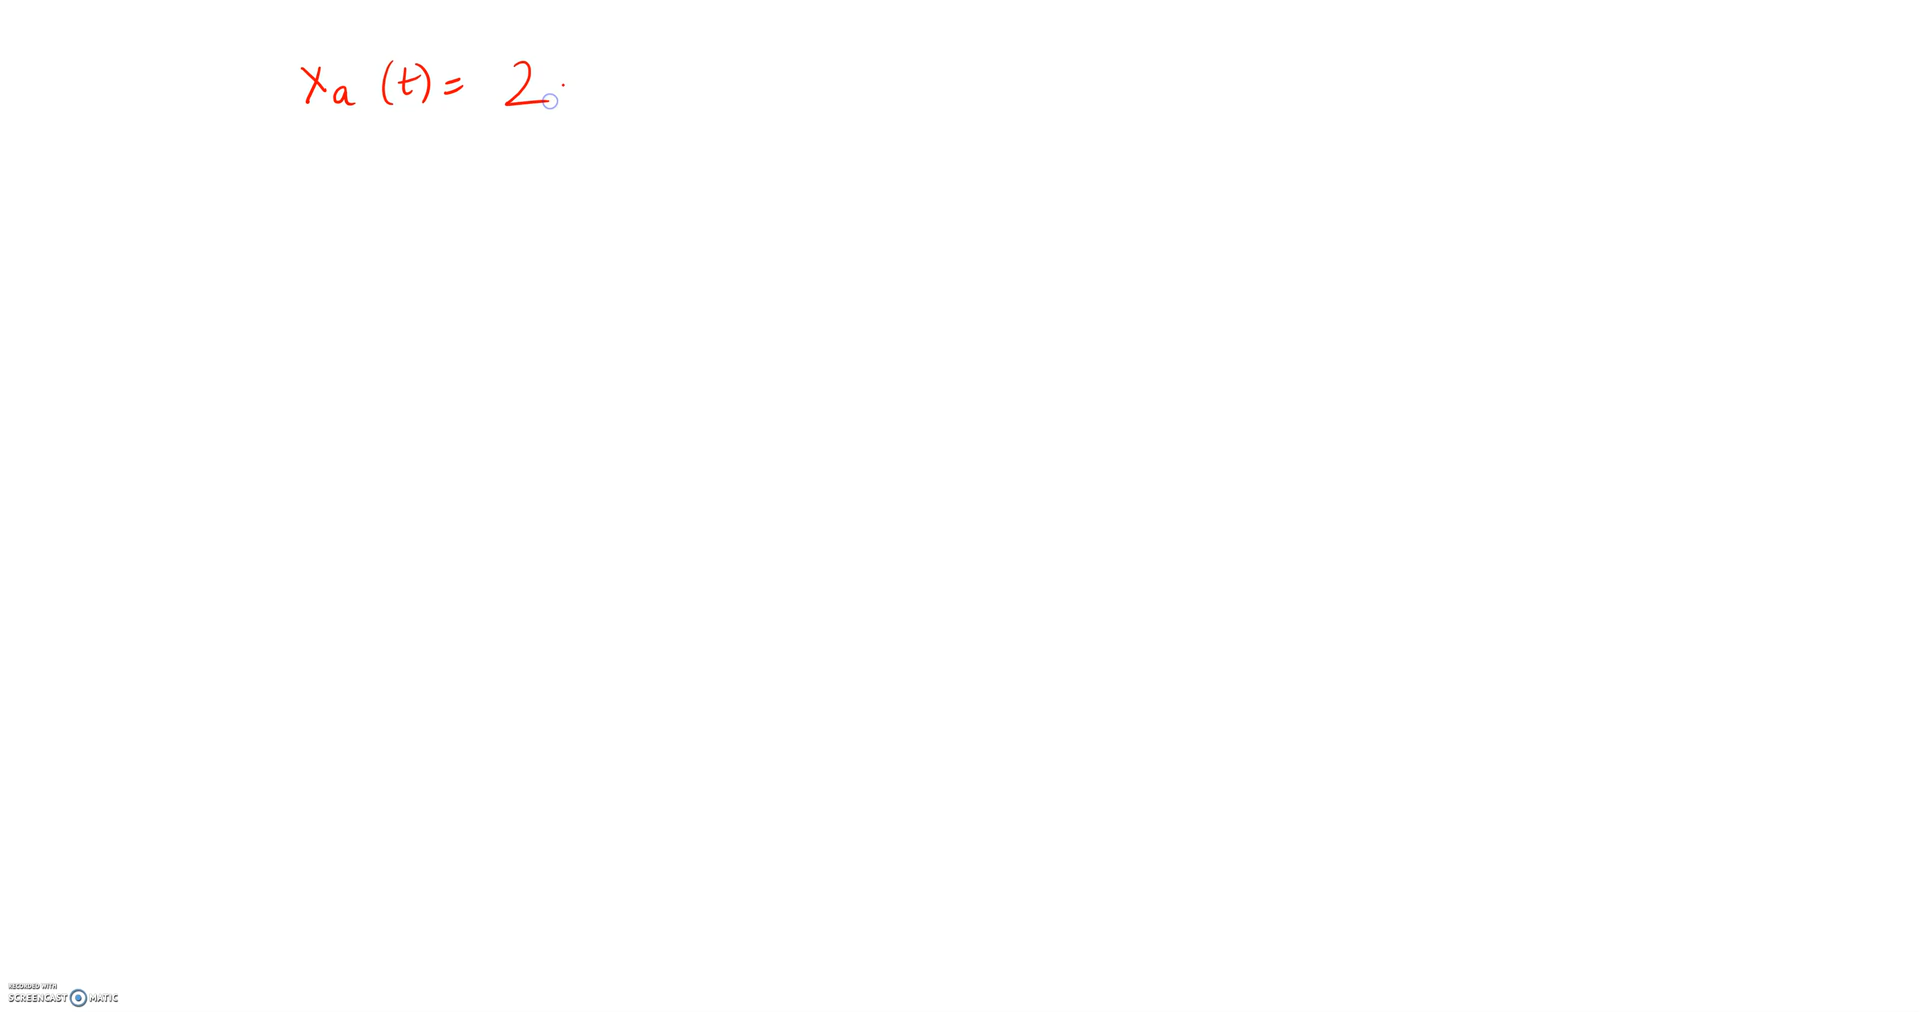 xₐ (t) = 2
RECORDED WITH
SCREENCAST MATIC